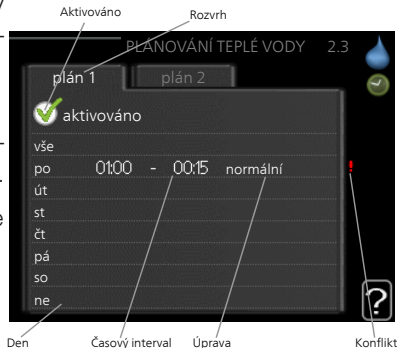 Aktivováno
Rozvrh
PLÁNOVÁNÍ TEPLÉ VODY 2.3
plán 1 plán 2
aktivováno
vše
po 01:00 - 00:15 normální !
út
st
čt
pá
so
ne
?
Den Časový interval Úprava Konflikt